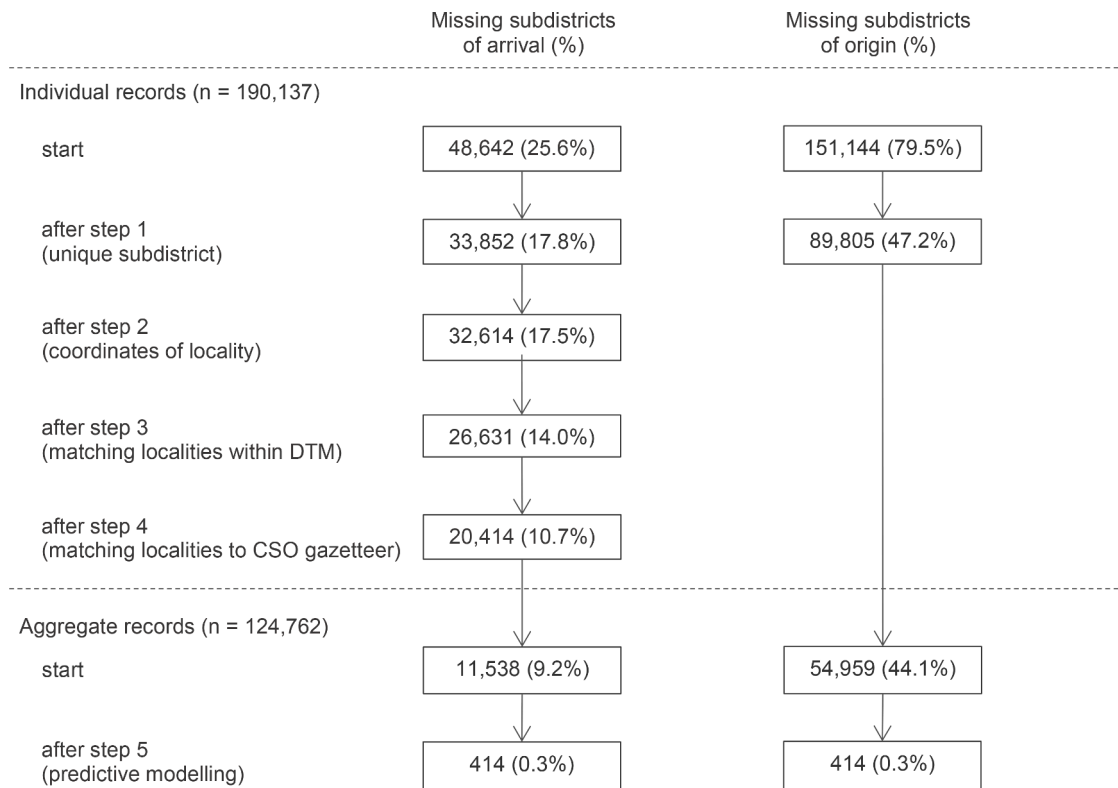 Missing subdistricts of arrival (%)
Missing subdistricts of origin (%)
Individual records (n = 190,137)
start
48,642 (25.6%)
151,144 (79.5%)
after step 1
(unique subdistrict)
33,852 (17.8%)
89,805 (47.2%)
after step 2
(coordinates of locality)
32,614 (17.5%)
after step 3
(matching localities within DTM)
26,631 (14.0%)
after step 4
(matching localities to CSO gazetteer)
20,414 (10.7%)
Aggregate records (n = 124,762)
start
11,538 (9.2%)
54,959 (44.1%)
after step 5
(predictive modelling)
414 (0.3%)
414 (0.3%)